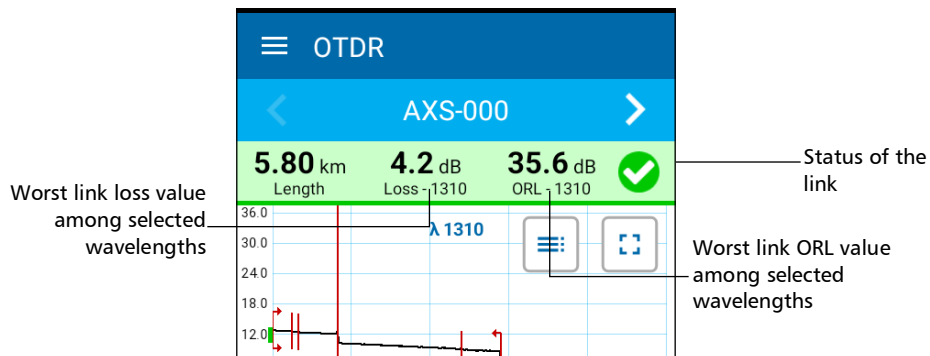 OTDR
AXS-000
5.80 km
Length
4.2 dB
Loss - 1310
35.6 dB
ORL - 1310
Status of the
link
Worst link loss value
among selected
wavelengths
36.0
λ 1310
30.0
24.0
18.0
12.0
Worst link ORL value
among selected
wavelengths